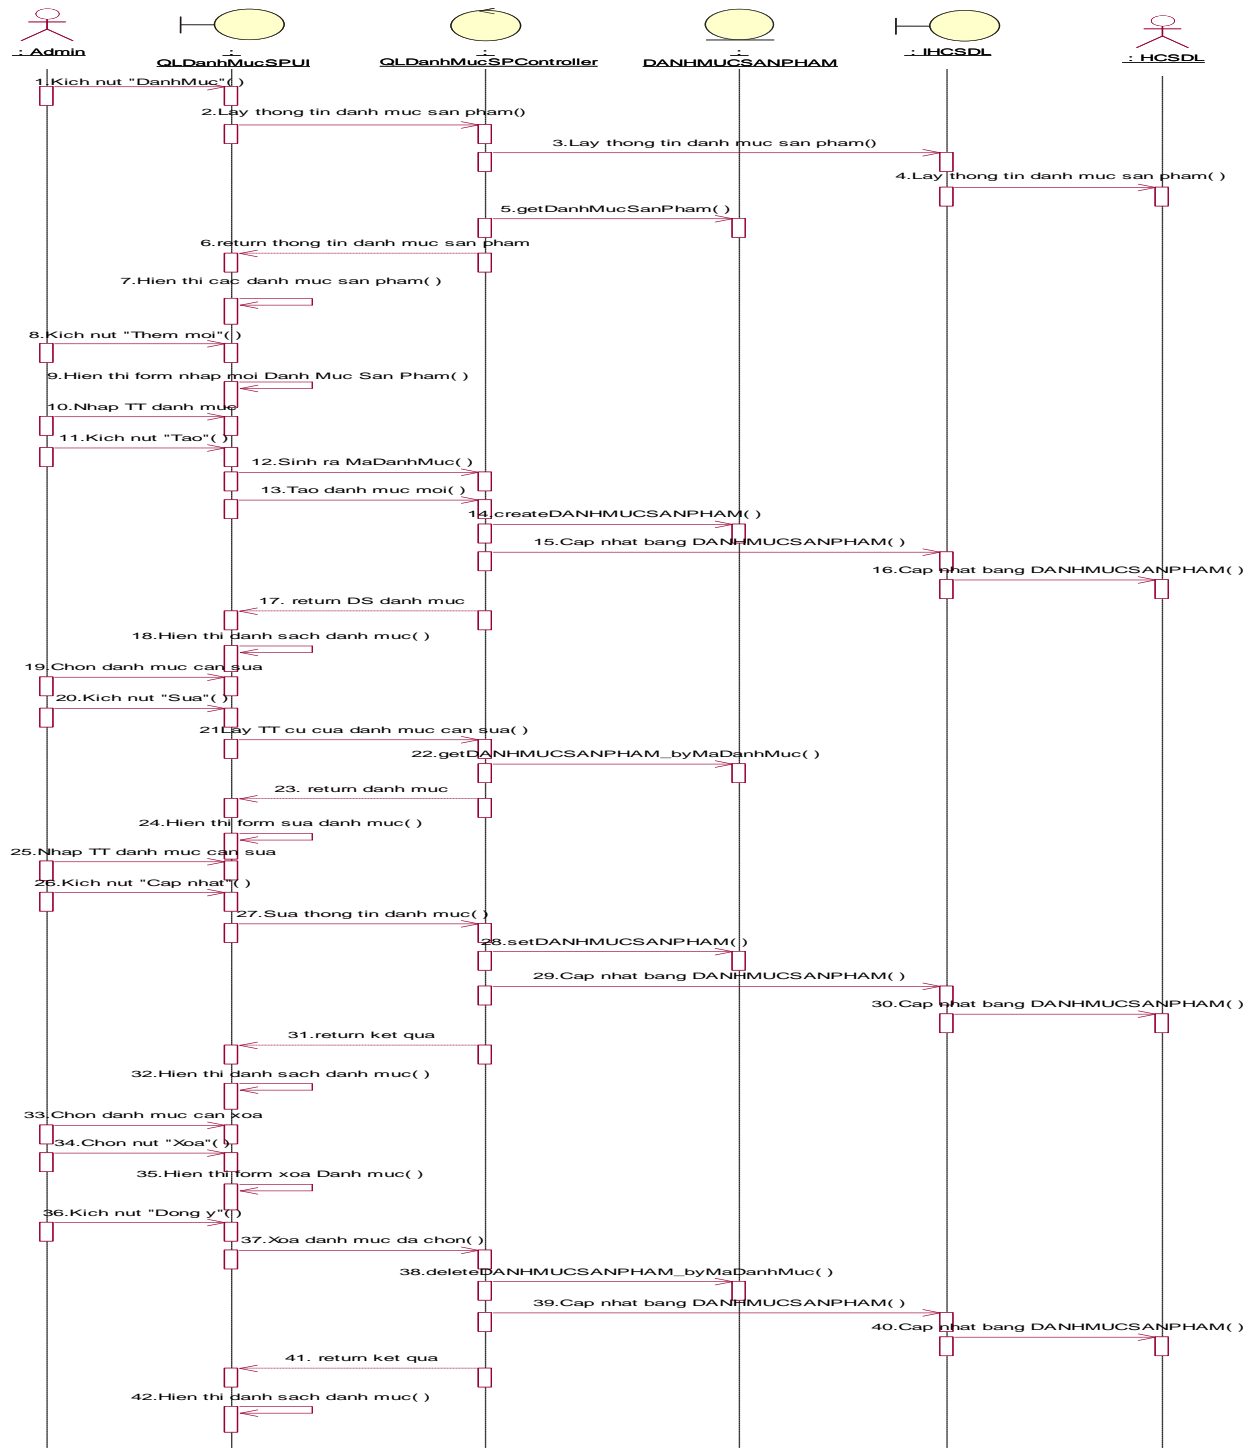 : Admin
:
QLDanhMucSPUI
:
QLDanhMucSPController
:
DANHMUCSANPHAM
: IHCSDL
: HCSDL
1.Kich nut "DanhMuc"( )
2.Lay thong tin danh muc san pham()
3.Lay thong tin danh muc san pham()
4.Lay thong tin danh muc san pham( )
5.getDanhMucSanPham( )
6.return thong tin danh muc san pham
7.Hien thi cac danh muc san pham( )
8.Kich nut "Them moi"( )
9.Hien thi form nhap moi Danh Muc San Pham( )
10.Nhap TT danh muc
11.Kich nut "Tao"( )
12.Sinh ra MaDanhMuc( )
13.Tao danh muc moi( )
14.createDANHMUCSANPHAM( )
15.Cap nhat bang DANHMUCSANPHAM( )
16.Cap nhat bang DANHMUCSANPHAM( )
17. return DS danh muc
18.Hien thi danh sach danh muc( )
19.Chon danh muc can sua
20.Kich nut "Sua"( )
21Lay TT cu cua danh muc can sua( )
22.getDANHMUCSANPHAM_byMaDanhMuc( )
23. return danh muc
24.Hien thi form sua danh muc( )
25.Nhap TT danh muc can sua
26.Kich nut "Cap nhat"( )
27.Sua thong tin danh muc( )
28.setDANHMUCSANPHAM( )
29.Cap nhat bang DANHMUCSANPHAM( )
30.Cap nhat bang DANHMUCSANPHAM( )
31.return ket qua
32.Hien thi danh sach danh muc( )
33.Chon danh muc can xoa
34.Chon nut "Xoa"( )
35.Hien thi form xoa Danh muc( )
36.Kich nut "Dong y"( )
37.Xoa danh muc da chon( )
38.deleteDANHMUCSANPHAM_byMaDanhMuc( )
39.Cap nhat bang DANHMUCSANPHAM( )
40.Cap nhat bang DANHMUCSANPHAM( )
41. return ket qua
42.Hien thi danh sach danh muc( )